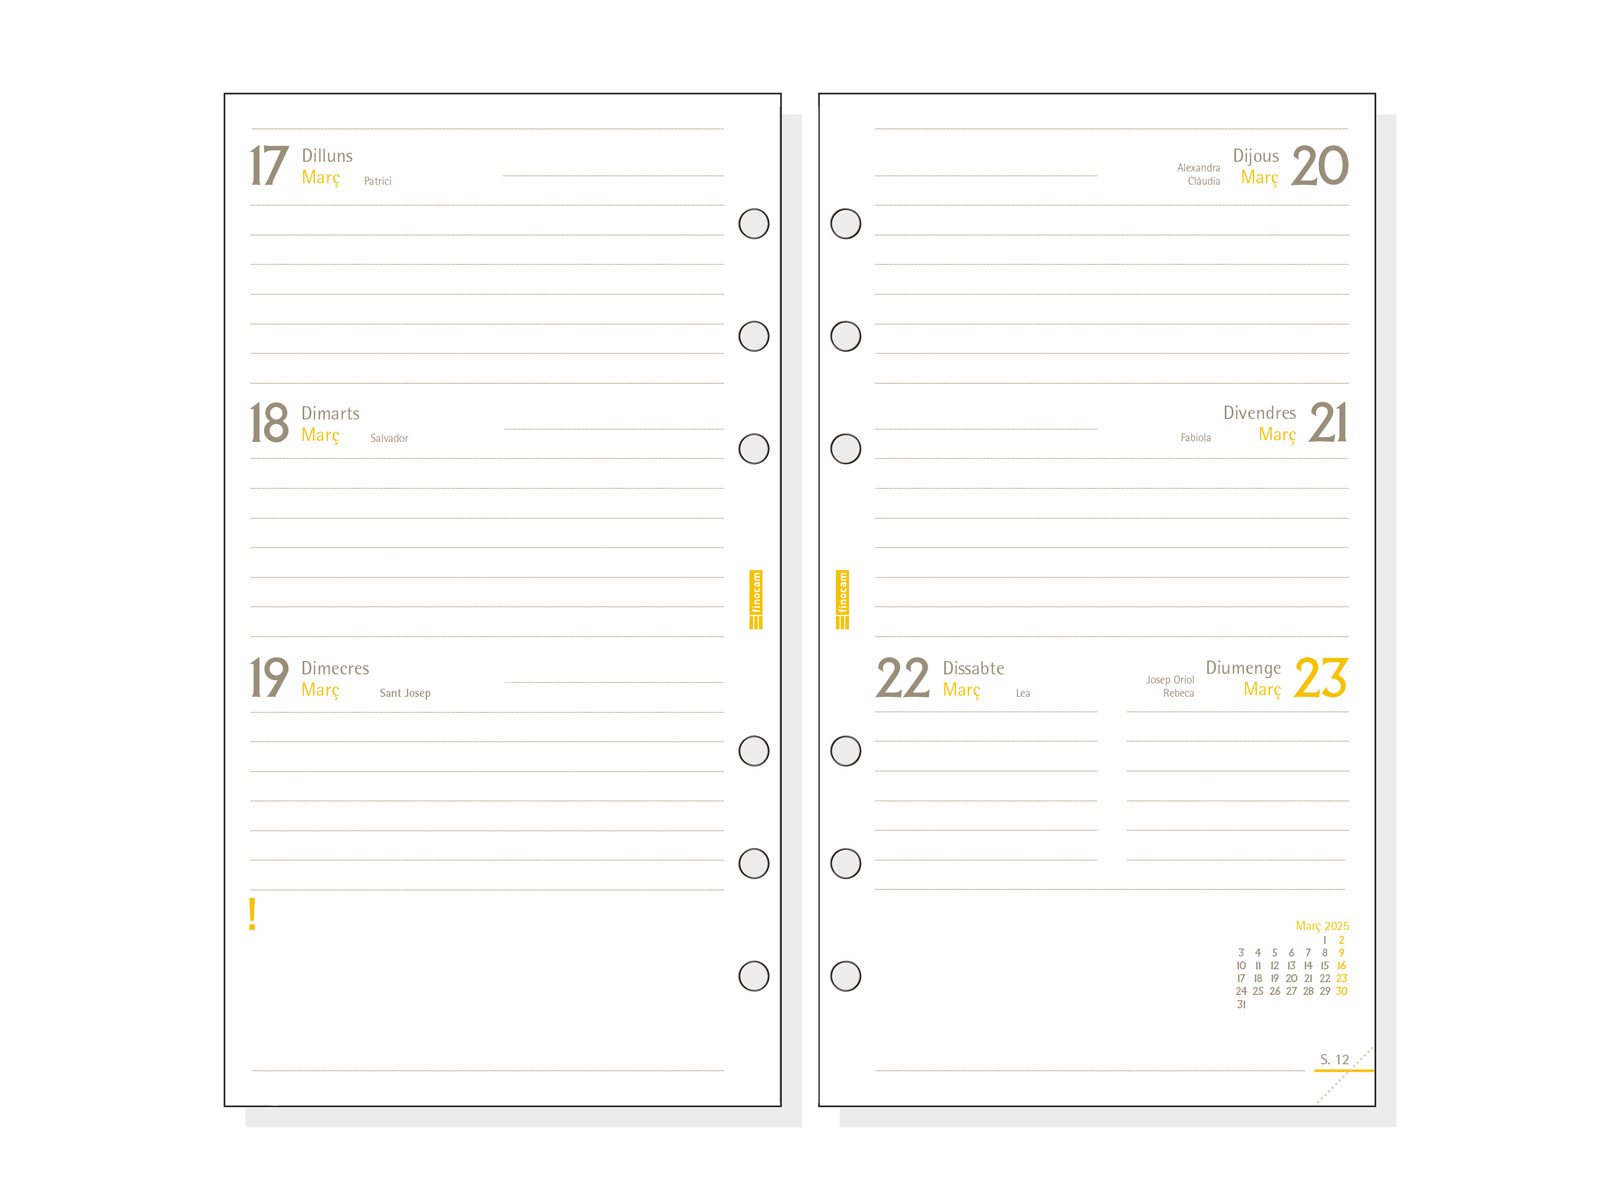 17 Dilluns
Març Patrici
18 Dimarts
Març Salvador
finocam
19 Dimecres
Març Sant Josep
!
Alexandra
Clàudia
Dijous
Març
20
Divendres
Fabiola Març
21
finocam
22 Dissabte
Març Lea
Josep Oriol
Rebeca
Diumenge
Març
23
Març 2025
1 2
3 4 5 6 7 8 9
10 11 12 13 14 15 16
17 18 19 20 21 22 23
24 25 26 27 28 29 30
31
S. 12